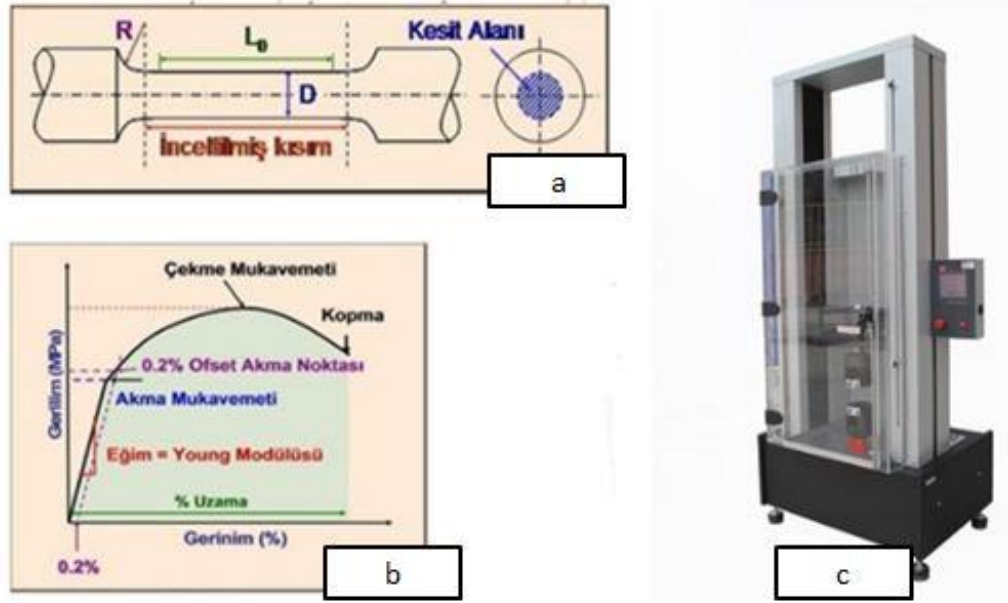 R
L₀
Kesit Alanı
D
İnceltilmiş kısım
a
Çekme Mukavemeti
Kopma
0.2% Ofset Akma Noktası
Akma Mukavemeti
Eğim = Young Modülüsü
% Uzama
Gerilim (MPa)
Gerinim (%)
0.2%
b
c